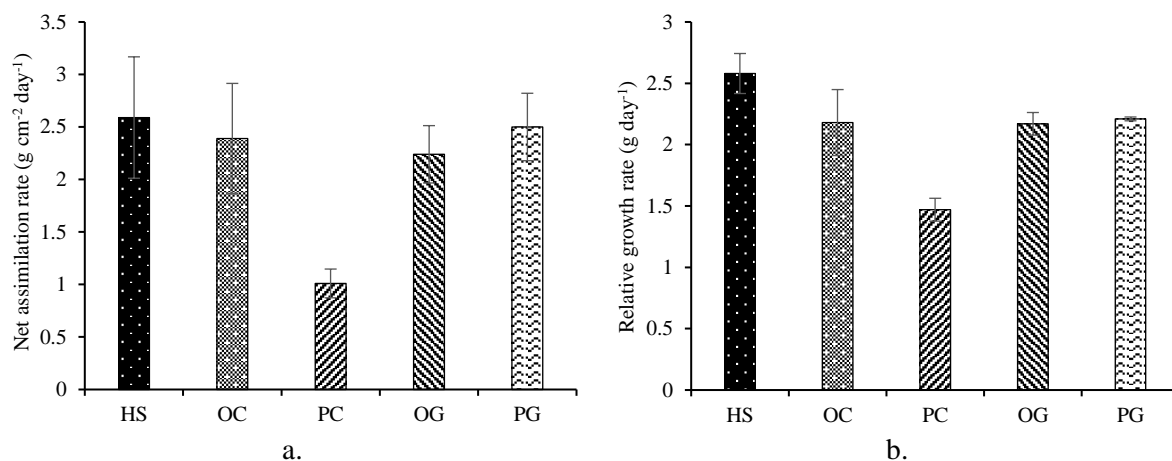 Net assimilation rate (g cm⁻² day⁻¹)
3.5
3
2.5
2
1.5
1
0.5
0
HS OC PC OG PG
a.
Relative growth rate (g day⁻¹)
3
2.5
2
1.5
1
0.5
0
HS OC PC OG PG
b.